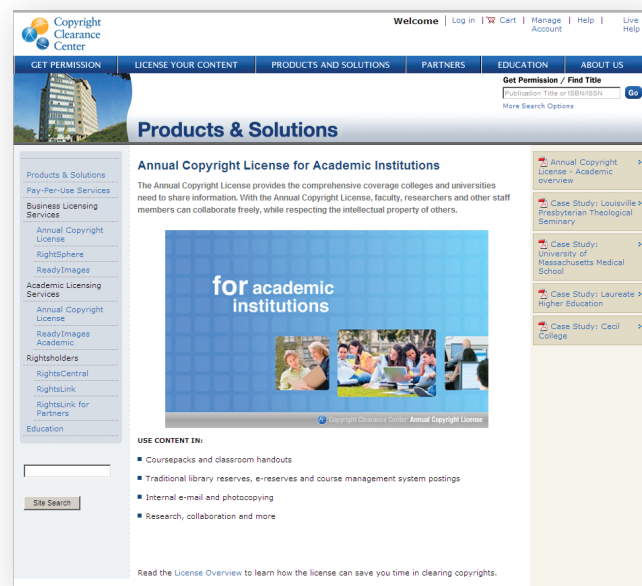 Copyright
Clearance
Center
Welcome | Log in | Cart | Manage Account | Help | Live Help
GET PERMISSION LICENSE YOUR CONTENT PRODUCTS AND SOLUTIONS PARTNERS EDUCATION ABOUT US
Get Permission / Find Title
Publication Title or ISBN/ISSN Go
More Search Options
Products & Solutions
Products & Solutions
Pay-Per-Use Services
Business Licensing
Services
Annual Copyright
License
RightSphere
ReadyImages
Academic Licensing
Services
Annual Copyright
License
ReadyImages
Academic
Rightsholders
RightsCentral
RightsLink
RightsLink for
Partners
Education
Site Search
Annual Copyright License for Academic Institutions
The Annual Copyright License provides the comprehensive coverage colleges and universities
need to share information. With the Annual Copyright License, faculty, researchers and other staff
members can collaborate freely, while respecting the intellectual property of others.
for academic
institutions
Copyright Clearance Center Annual Copyright License
USE CONTENT IN:
Coursepacks and classroom handouts
Traditional library reserves, e-reserves and course management system postings
Internal e-mail and photocopying
Research, collaboration and more
Read the License Overview to learn how the license can save you time in clearing copyrights.
Annual Copyright
License - Academic
overview
Case Study: Louisville
Presbyterian Theological
Seminary
Case Study:
University of
Massachusetts Medical
School
Case Study: Laureate
Higher Education
Case Study: Cecil
College